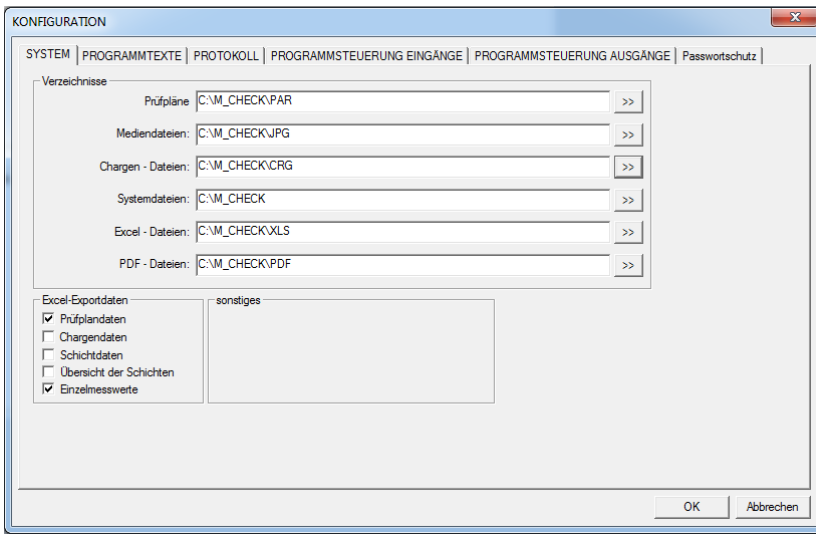 KONFIGURATION
SYSTEM PROGRAMMTEXTE PROTOKOLL PROGRAMMSTEUERUNG EINGÄNGE PROGRAMMSTEUERUNG AUSGÄNGE Passwortschutz
Verzeichnisse
Prüfpläne C:\M_CHECK\PAR >>
Mediendateien: C:\M_CHECK\JPG >>
Chargen - Dateien: C:\M_CHECK\CRG >>
Systemdateien: C:\M_CHECK >>
Excel - Dateien: C:\M_CHECK\XLS >>
PDF - Dateien: C:\M_CHECK\PDF >>
Excel-Exportdaten
Prüfplandaten
Chargendaten
Schichtdaten
Übersicht der Schichten
Einzelmesswerte
sonstiges
OK Abbrechen